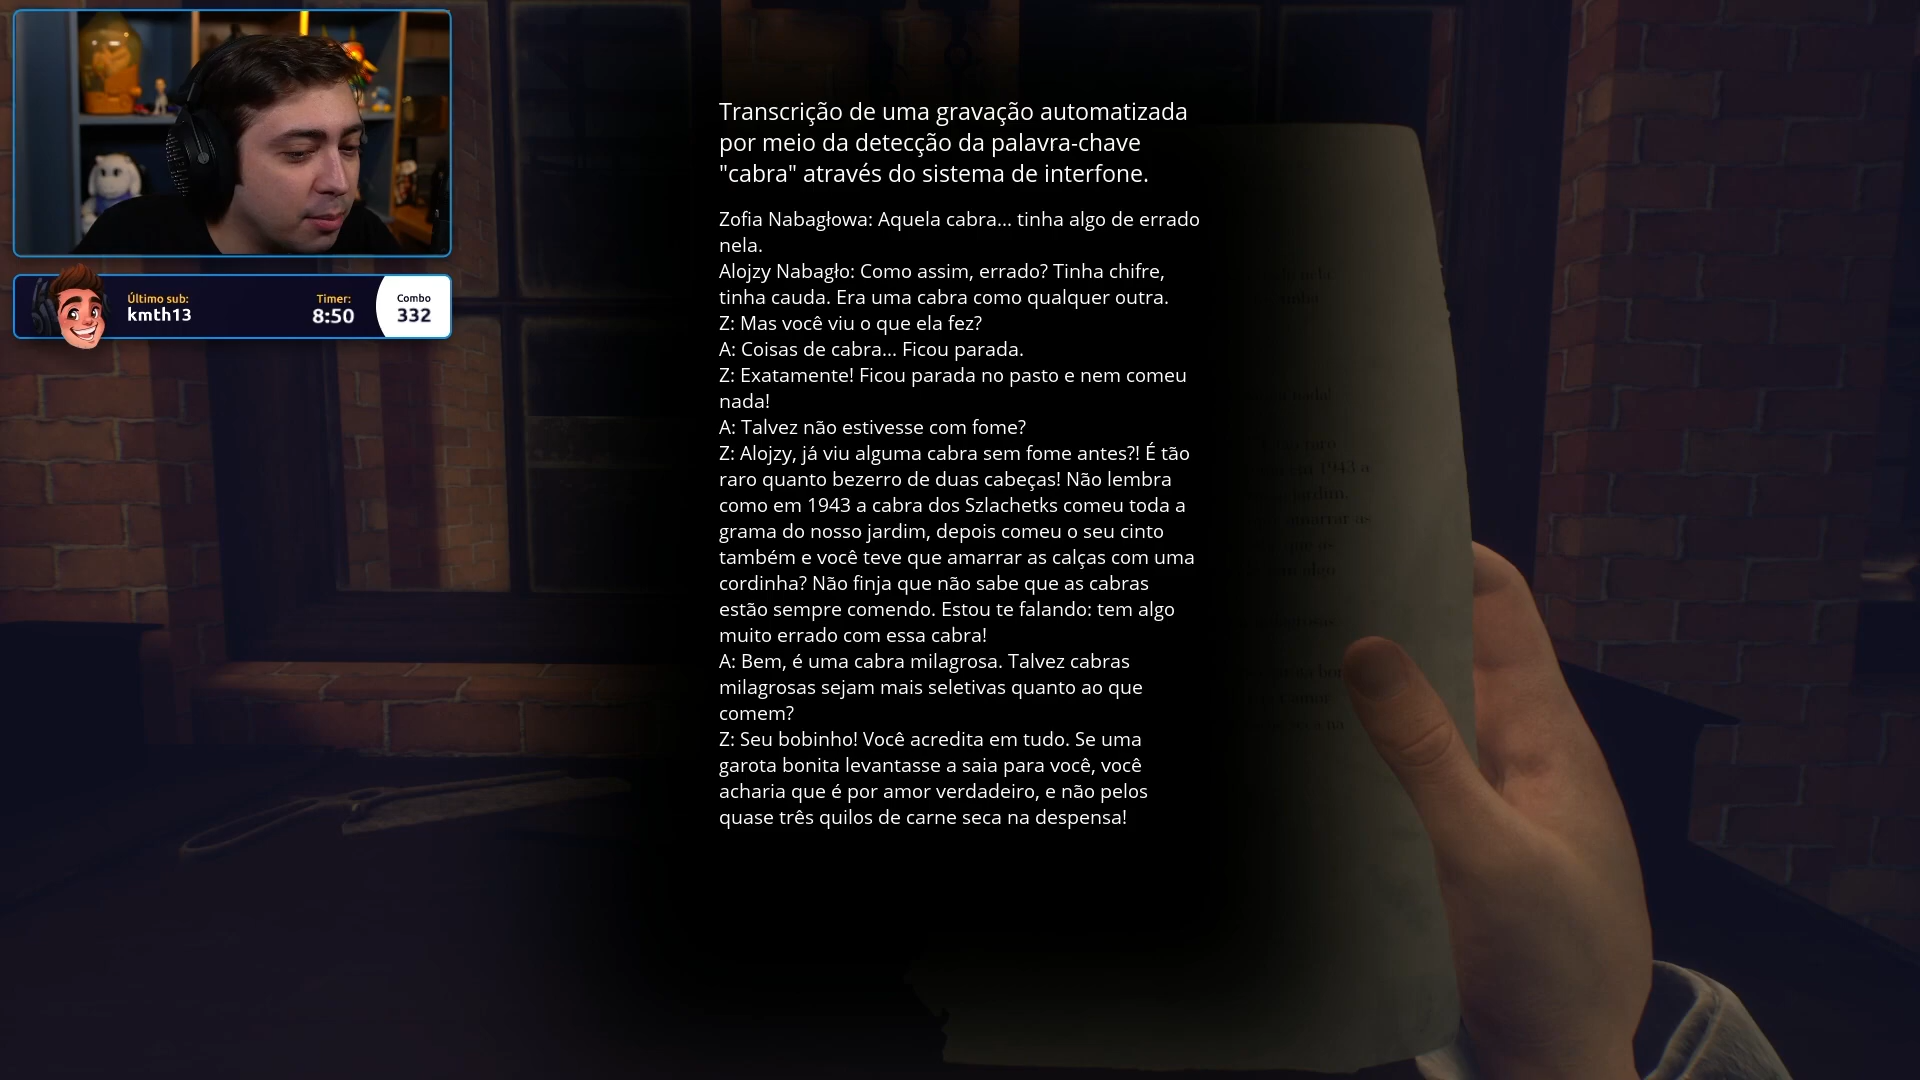 Último sub:
kmth13
Timer:
8:50
Combo
332
Transcrição de uma gravação automatizada
por meio da detecção da palavra-chave
"cabra" através do sistema de interfone.
Zofia Nabagłowa: Aquela cabra... tinha algo de errado
nela.
Alojzy Nabagło: Como assim, errado? Tinha chifre,
tinha cauda. Era uma cabra como qualquer outra.
Z: Mas você viu o que ela fez?
A: Coisas de cabra... Ficou parada.
Z: Exatamente! Ficou parada no pasto e nem comeu
nada!
A: Talvez não estivesse com fome?
Z: Alojzy, já viu alguma cabra sem fome antes?! É tão
raro quanto bezerro de duas cabeças! Não lembra
como em 1943 a cabra dos Szlachetks comeu toda a
grama do nosso jardim, depois comeu o seu cinto
também e você teve que amarrar as calças com uma
cordinha? Não finja que não sabe que as cabras
estão sempre comendo. Estou te falando: tem algo
muito errado com essa cabra!
A: Bem, é uma cabra milagrosa. Talvez cabras
milagrosas sejam mais seletivas quanto ao que
comem?
Z: Seu bobinho! Você acredita em tudo. Se uma
garota bonita levantasse a saia para você, você
acharia que é por amor verdadeiro, e não pelos
quase três quilos de carne seca na despensa!